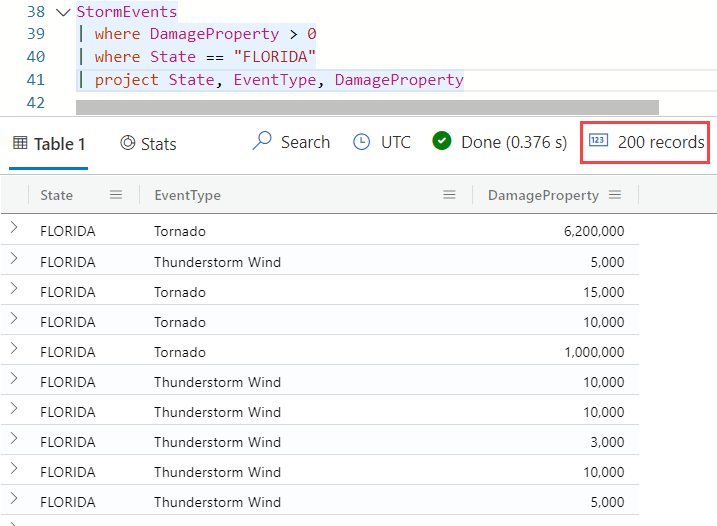 38 StormEvents
39 | where DamageProperty > 0
40 | where State == "FLORIDA"
41 | project State, EventType, DamageProperty
42
Table 1 Stats Search UTC Done (0.376 s) 123 200 records
State EventType DamageProperty
FLORIDA Tornado 6,200,000
FLORIDA Thunderstorm Wind 5,000
FLORIDA Tornado 15,000
FLORIDA Tornado 10,000
FLORIDA Tornado 1,000,000
FLORIDA Thunderstorm Wind 10,000
FLORIDA Thunderstorm Wind 10,000
FLORIDA Thunderstorm Wind 3,000
FLORIDA Thunderstorm Wind 10,000
FLORIDA Thunderstorm Wind 5,000